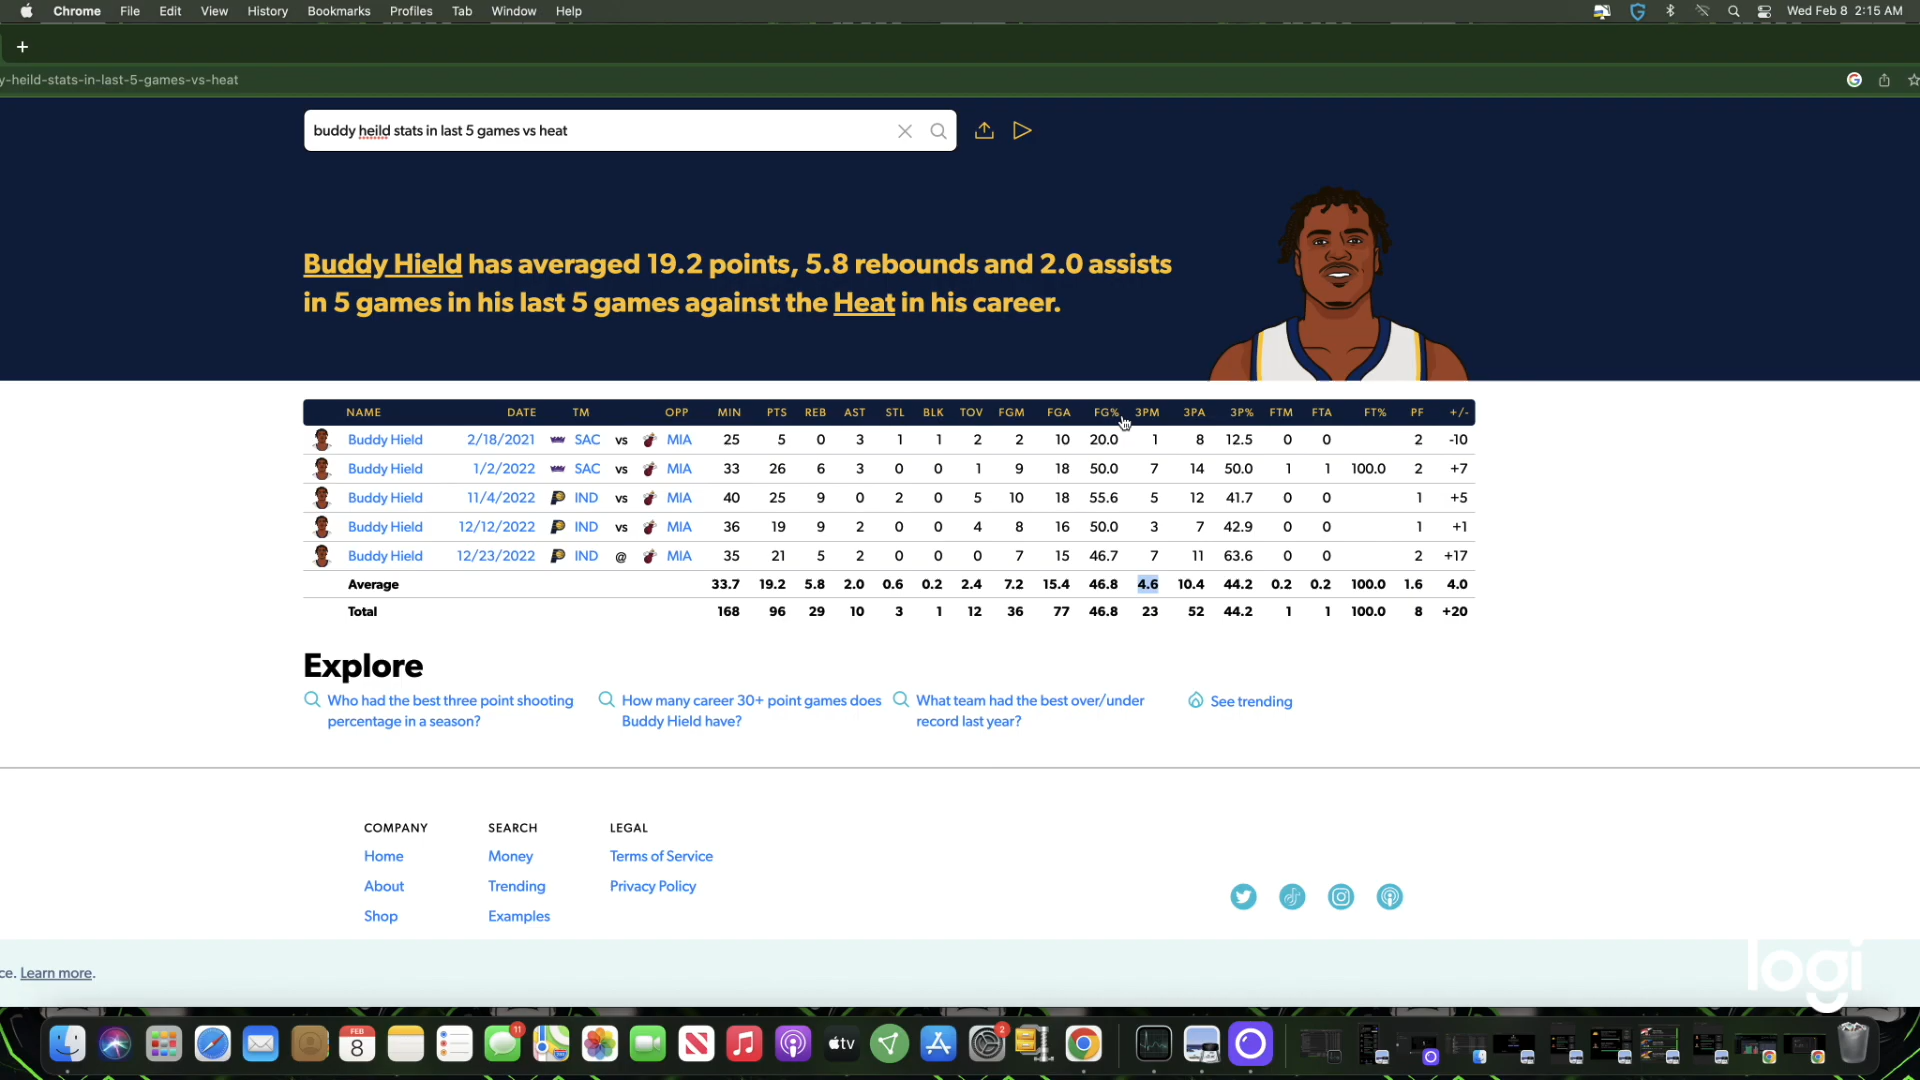 Chrome File Edit View History Bookmarks Profiles Tab Window Help Wed Feb 8 2:15 AM
y-heild-stats-in-last-5-games-vs-heat
buddy heild stats in last 5 games vs heat
Buddy Hield has averaged 19.2 points, 5.8 rebounds and 2.0 assists
in 5 games in his last 5 games against the Heat in his career.
NAME DATE TM OPP MIN PTS REB AST STL BLK TOV FGM FGA FG% 3PM 3PA 3P% FTM FTA FT% PF +/-
Buddy Hield 2/18/2021 SAC vs MIA 25 5 0 3 1 1 2 2 10 20.0 1 8 12.5 0 0 2 -10
Buddy Hield 1/2/2022 SAC vs MIA 33 26 6 3 0 0 1 9 18 50.0 7 14 50.0 1 1 100.0 2 +7
Buddy Hield 11/4/2022 IND vs MIA 40 25 9 0 2 0 5 10 18 55.6 5 12 41.7 0 0 1 +5
Buddy Hield 12/12/2022 IND vs MIA 36 19 9 2 0 0 4 8 16 50.0 3 7 42.9 0 0 1 +1
Buddy Hield 12/23/2022 IND @ MIA 35 21 5 2 0 0 0 7 15 46.7 7 11 63.6 0 0 2 +17
Average 33.7 19.2 5.8 2.0 0.6 0.2 2.4 7.2 15.4 46.8 4.6 10.4 44.2 0.2 0.2 100.0 1.6 4.0
Total 168 96 29 10 3 1 12 36 77 46.8 23 52 44.2 1 1 100.0 8 +20
Explore
Who had the best three point shooting
percentage in a season?
How many career 30+ point games does
Buddy Hield have?
What team had the best over/under
record last year?
See trending
COMPANY SEARCH LEGAL
Home Money Terms of Service
About Trending Privacy Policy
Shop Examples
logi
ce. Learn more.
FEB
8
11
tv
2